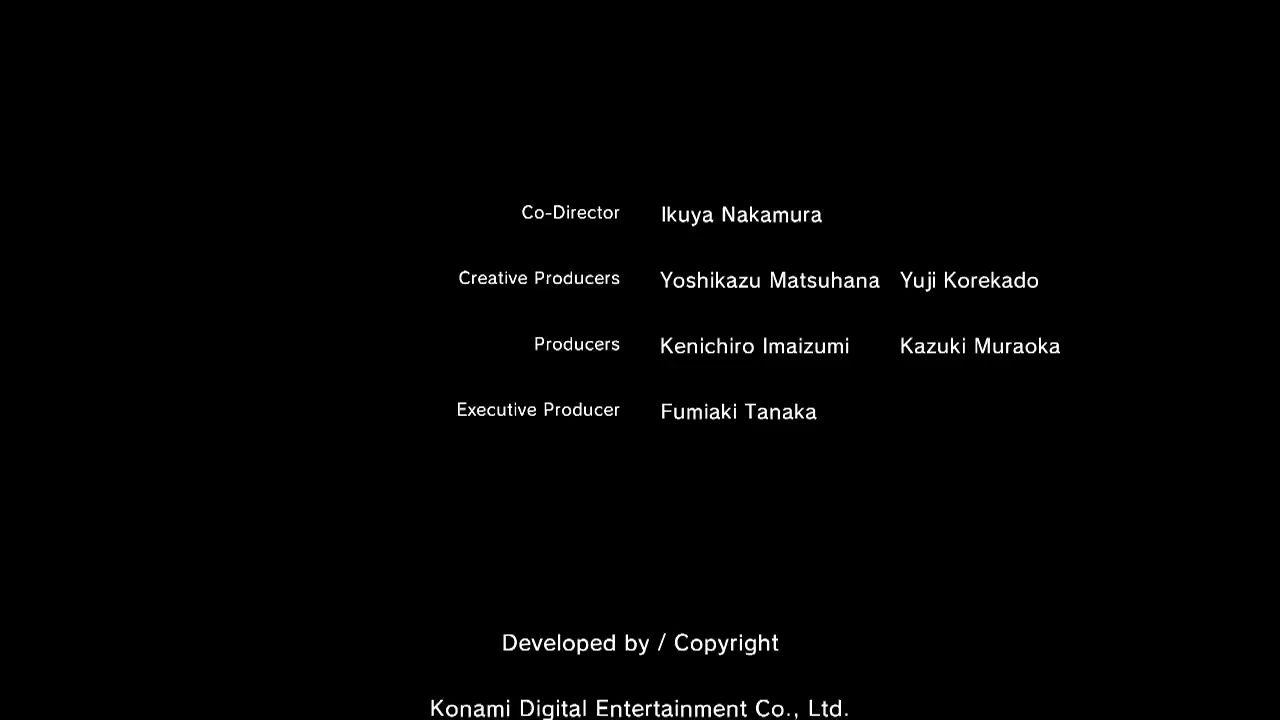 Co-Director Ikuya Nakamura
Creative Producers Yoshikazu Matsuhana Yuji Korekado
Producers Kenichiro Imaizumi Kazuki Muraoka
Executive Producer Fumiaki Tanaka
Developed by / Copyright
Konami Digital Entertainment Co., Ltd.